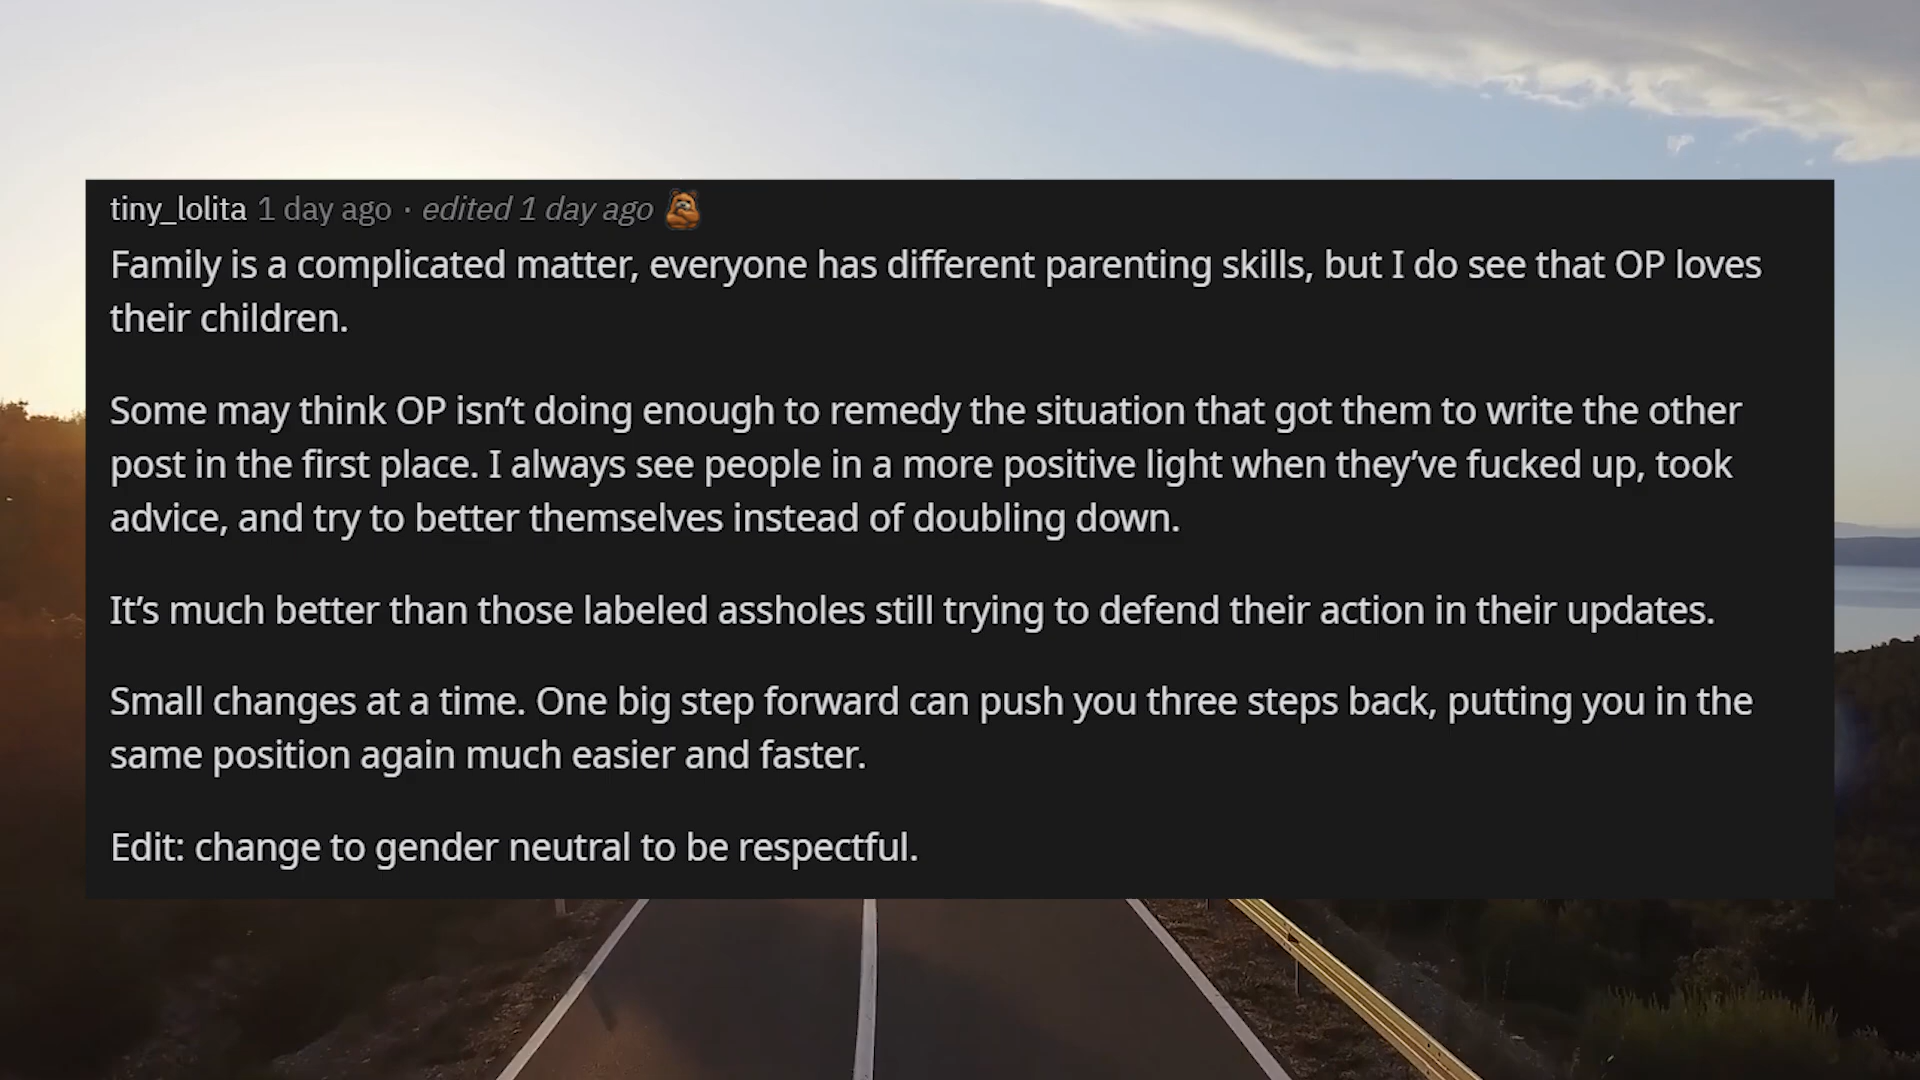 tiny_lolita 1 day ago · edited 1 day ago
Family is a complicated matter, everyone has different parenting skills, but I do see that OP loves
their children.
Some may think OP isn’t doing enough to remedy the situation that got them to write the other
post in the first place. I always see people in a more positive light when they’ve fucked up, took
advice, and try to better themselves instead of doubling down.
It’s much better than those labeled assholes still trying to defend their action in their updates.
Small changes at a time. One big step forward can push you three steps back, putting you in the
same position again much easier and faster.
Edit: change to gender neutral to be respectful.